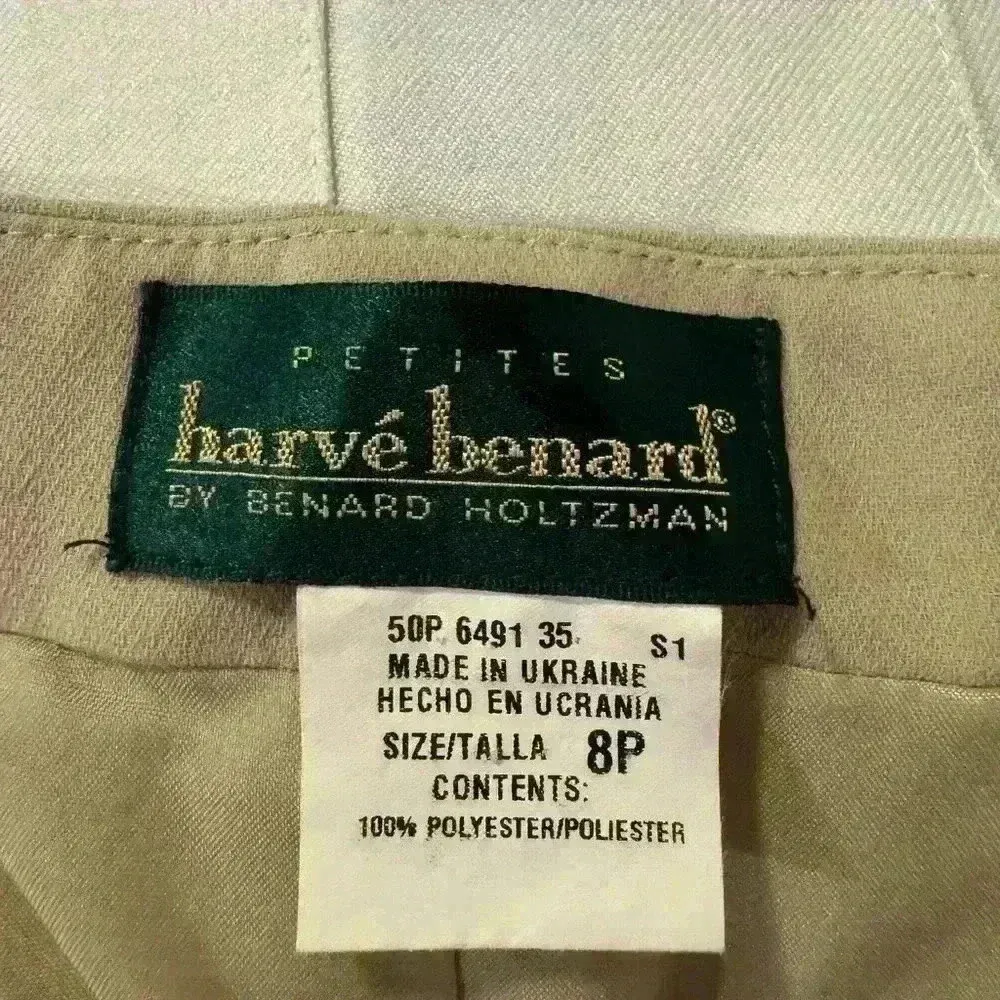 PETITES
harvé benard®
BY BENARD HOLTZMAN
50P 6491 35 S1
MADE IN UKRAINE
HECHO EN UCRANIA
SIZE/TALLA 8P
CONTENTS:
100% POLYESTER/POLIESTER